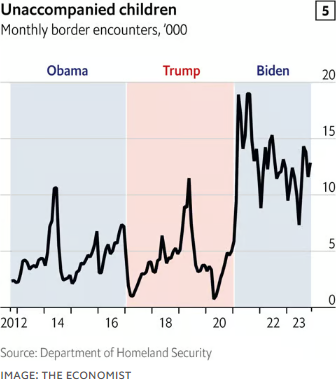 Unaccompanied children
5
Monthly border encounters, '000
Obama
Trump
Biden
20
15
10
5
0
2012 14 16 18 20 22 23
Source: Department of Homeland Security
IMAGE: THE ECONOMIST